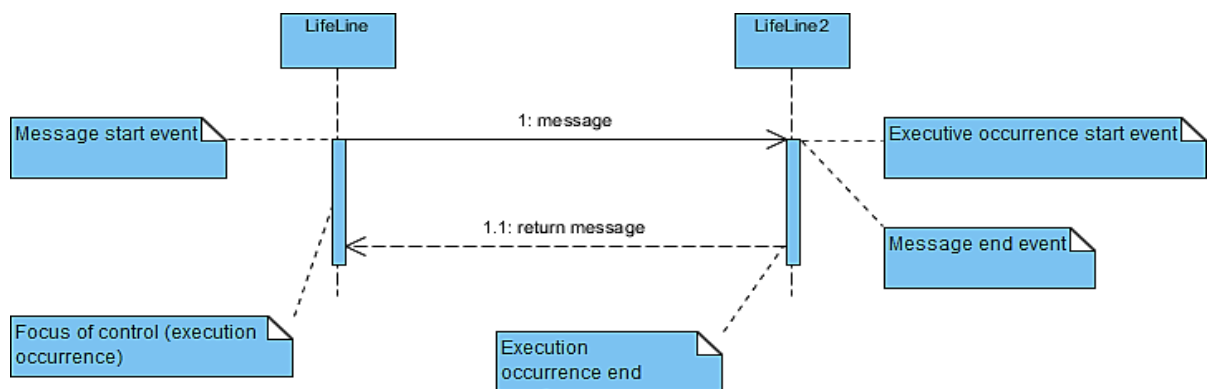 LifeLine
LifeLine2
1: message
Message start event
Executive occurrence start event
1.1: return message
Message end event
Focus of control (execution
occurrence)
Execution
occurrence end